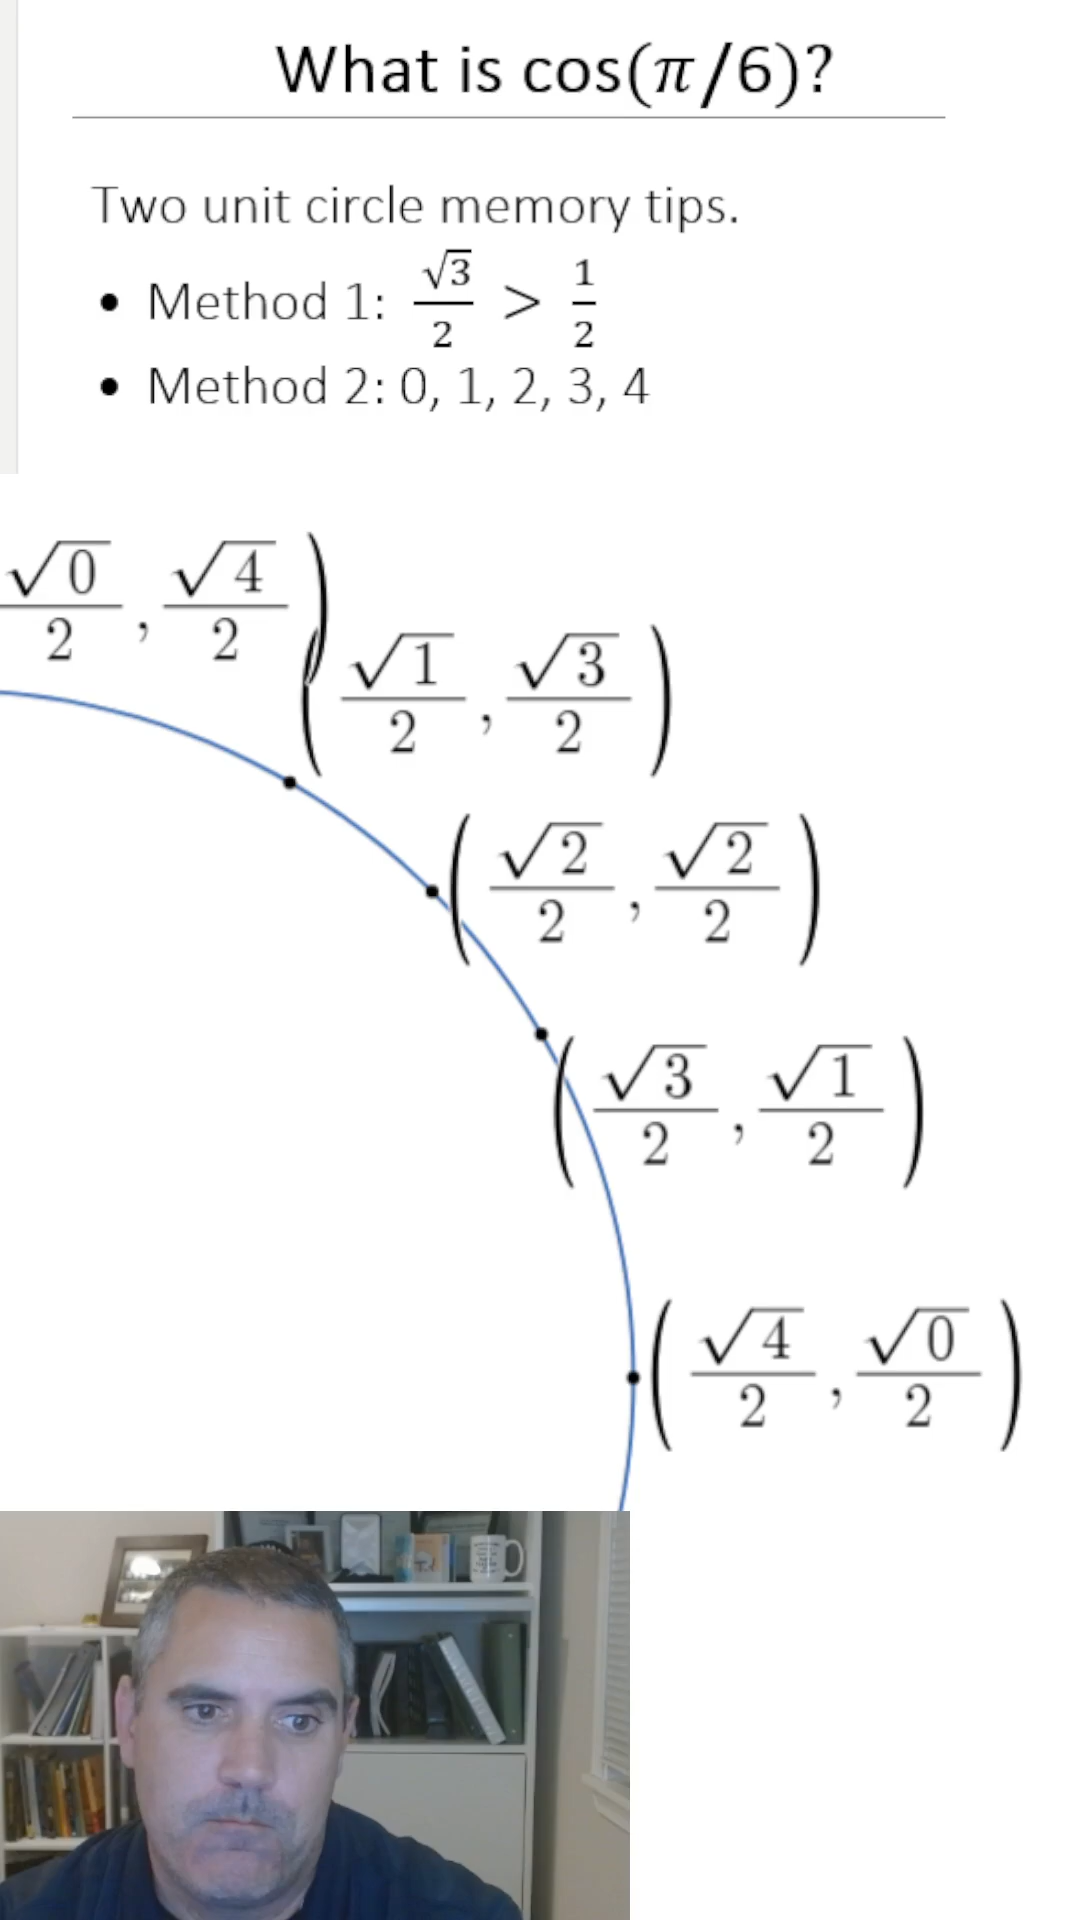 What is cos(π/6)?
Two unit circle memory tips.
• Method 1: √3/2 > 1/2
• Method 2: 0, 1, 2, 3, 4
√0/2, √4/2)
(√1/2, √3/2)
(√2/2, √2/2)
(√3/2, √1/2)
(√4/2, √0/2)